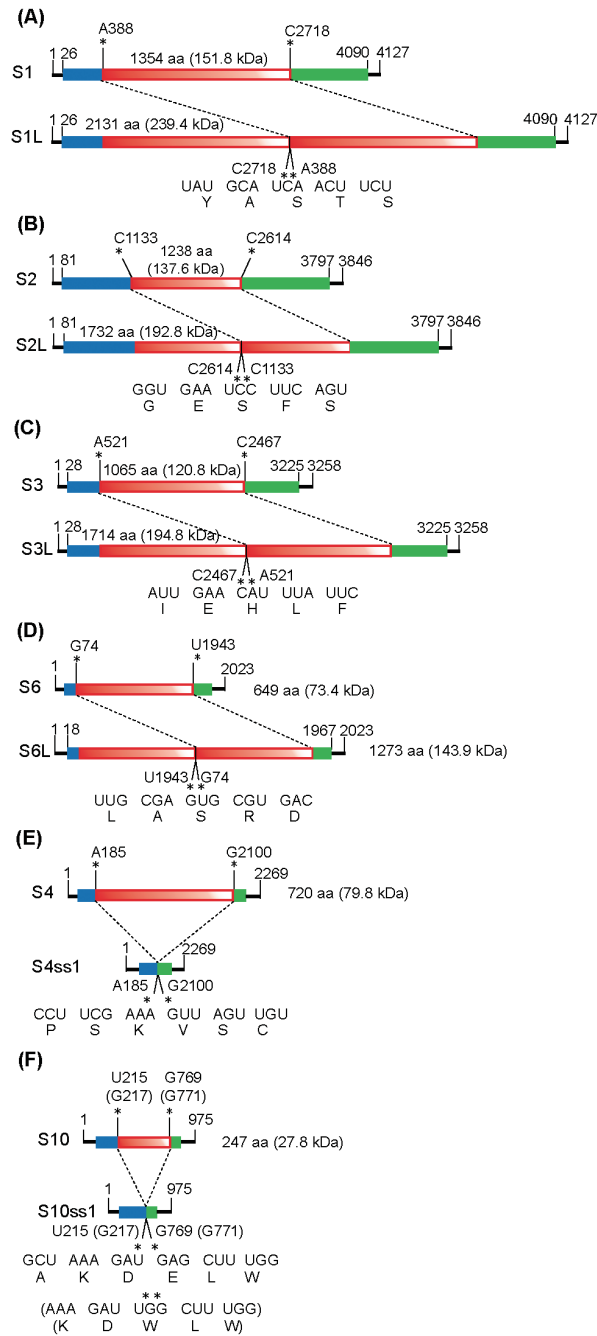 (A)
A388 C2718
* *
1 26 1354 aa (151.8 kDa) 4090 4127
S1
1 26 2131 aa (239.4 kDa) 4090 4127
S1L
C2718 ** A388
UAU GCA UCA ACU UCU
Y A S T S
(B)
C1133 C2614
* *
1 81 1238 aa (137.6 kDa) 3797 3846
S2
1 81 1732 aa (192.8 kDa) 3797 3846
S2L
C2614 ** C1133
GGU GAA UCC UUC AGU
G E S F S
(C)
A521 C2467
* *
1 28 1065 aa (120.8 kDa) 3225 3258
S3
1 28 1714 aa (194.8 kDa) 3225 3258
S3L
C2467 ** A521
AUU GAA CAU UUA UUC
I E H L F
(D)
G74 U1943
* *
1 2023
S6 649 aa (73.4 kDa)
1 18 1967 2023
S6L 1273 aa (143.9 kDa)
U1943 ** G74
UUG CGA GUG CGU GAC
L A S R D
(E)
A185 G2100
* *
1 2269
S4 720 aa (79.8 kDa)
1 2269
S4ss1
A185 * * G2100
CCU UCG AAA GUU AGU UGU
P S K V S C
(F)
U215 G769
(G217) (G771)
* *
1 975
S10 247 aa (27.8 kDa)
1 975
S10ss1
U215 (G217) * * G769 (G771)
GCU AAA GAU GAG CUU UGG
A K D E L W
**
(AAA GAU UGG CUU UGG)
(K D W L W)